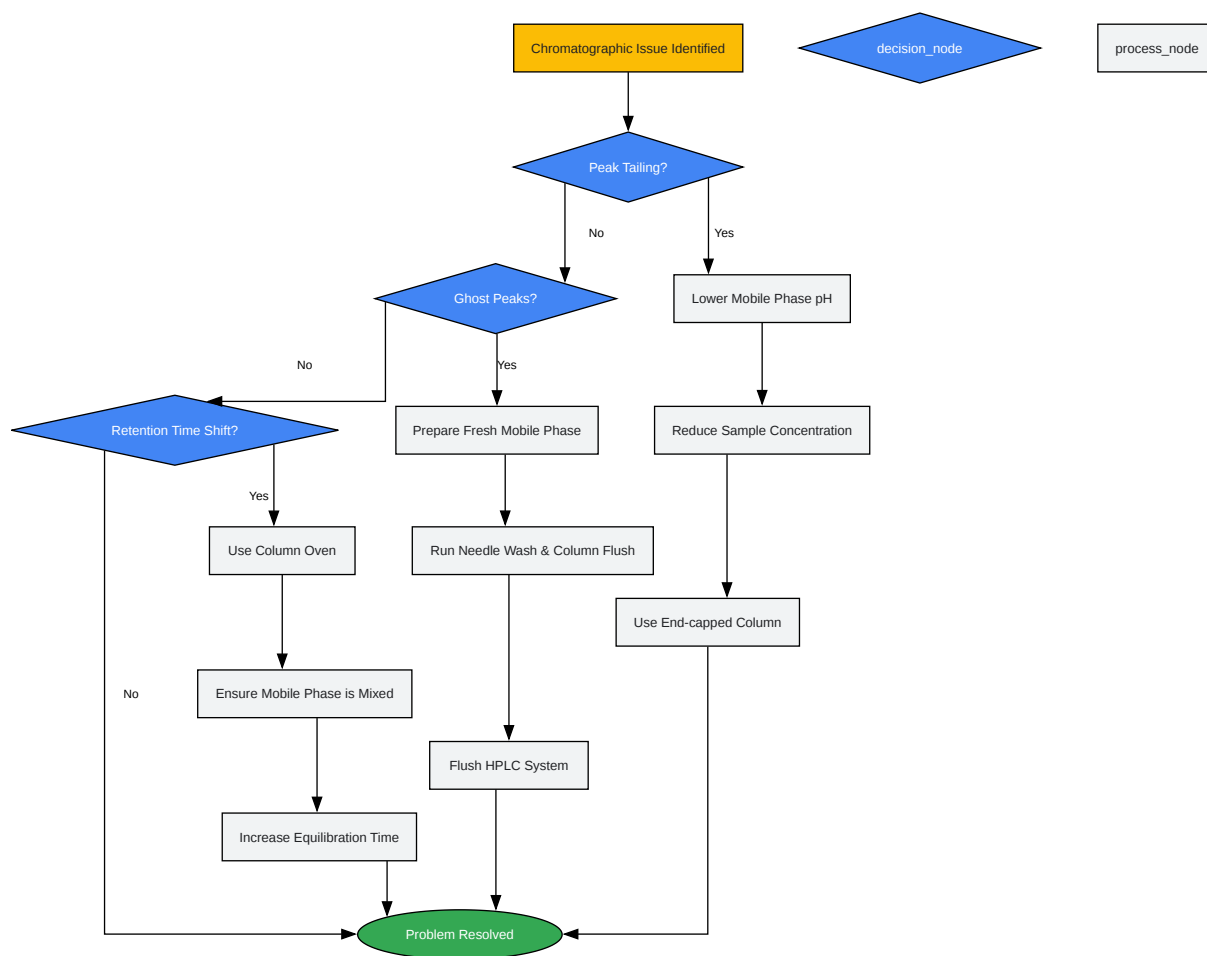 Chromatographic Issue Identified
decision_node
process_node
Peak Tailing?
No
Yes
Ghost Peaks?
Lower Mobile Phase pH
No
Yes
Retention Time Shift?
Prepare Fresh Mobile Phase
Reduce Sample Concentration
Yes
Use Column Oven
Run Needle Wash & Column Flush
Use End-capped Column
No
Ensure Mobile Phase is Mixed
Flush HPLC System
Increase Equilibration Time
Problem Resolved